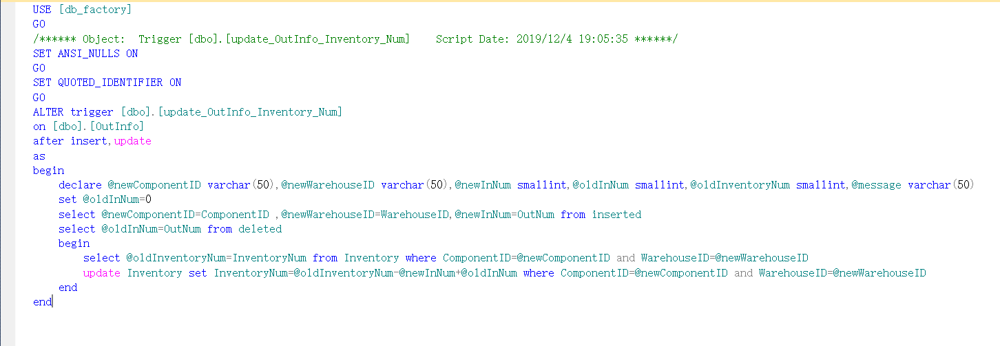 USE [db_factory]
GO
/****** Object:  Trigger [dbo].[update_OutInfo_Inventory_Num]    Script Date: 2019/12/4 19:05:35 ******/
SET ANSI_NULLS ON
GO
SET QUOTED_IDENTIFIER ON
GO
ALTER trigger [dbo].[update_OutInfo_Inventory_Num]
on [dbo].[OutInfo]
after insert,update
as
begin
    declare @newComponentID varchar(50),@newWarehouseID varchar(50),@newInNum smallint,@oldInNum smallint,@oldInventoryNum smallint,@message varchar(50)
    set @oldInNum=0
    select @newComponentID=ComponentID ,@newWarehouseID=WarehouseID,@newInNum=OutNum from inserted
    select @oldInNum=OutNum from deleted
    begin
        select @oldInventoryNum=InventoryNum from Inventory where ComponentID=@newComponentID and WarehouseID=@newWarehouseID
        update Inventory set InventoryNum=@oldInventoryNum-@newInNum+@oldInNum where ComponentID=@newComponentID and WarehouseID=@newWarehouseID
    end
end